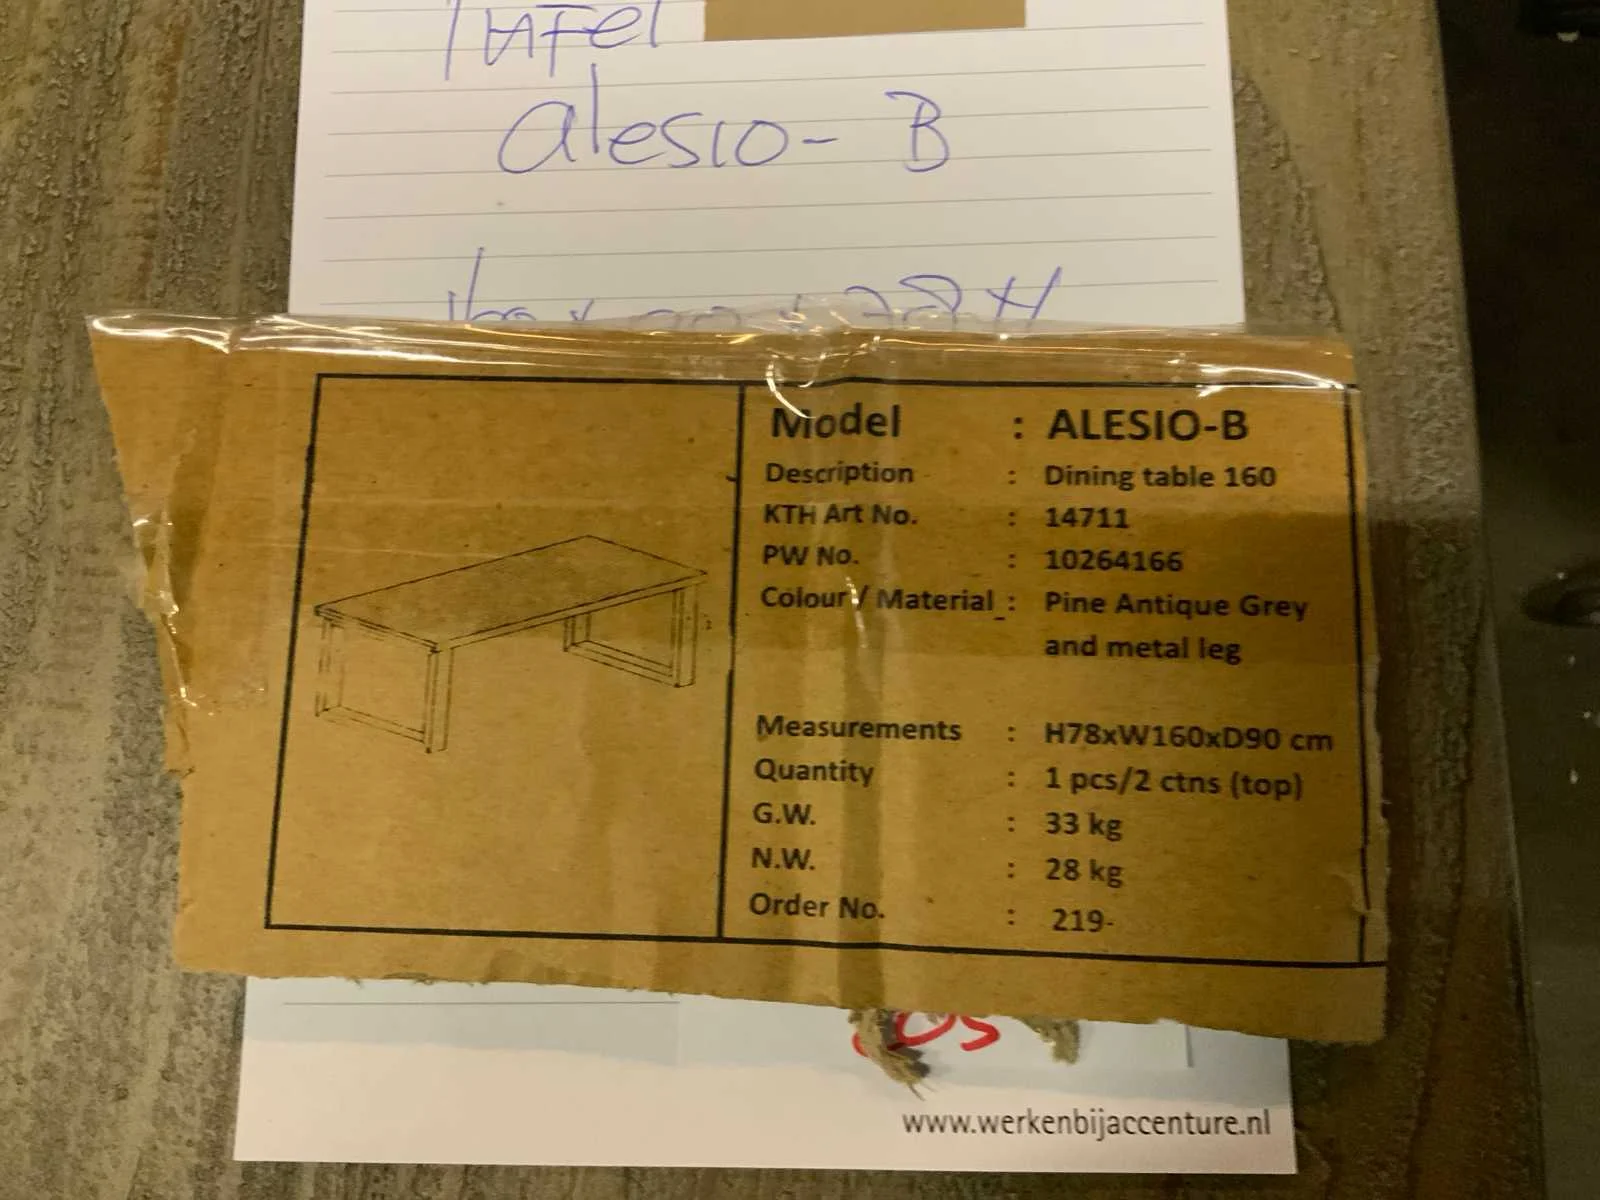 Tafel
alesio-B
Model : ALESIO-B
Description : Dining table 160
KTH Art No. : 14711
PW No. : 10264166
Colour / Material : Pine Antique Grey
and metal leg
Measurements : H78xW160xD90 cm
Quantity : 1 pcs/2 ctns (top)
G.W. : 33 kg
N.W. : 28 kg
Order No. : 219-
www.werkenbijaccenture.nl